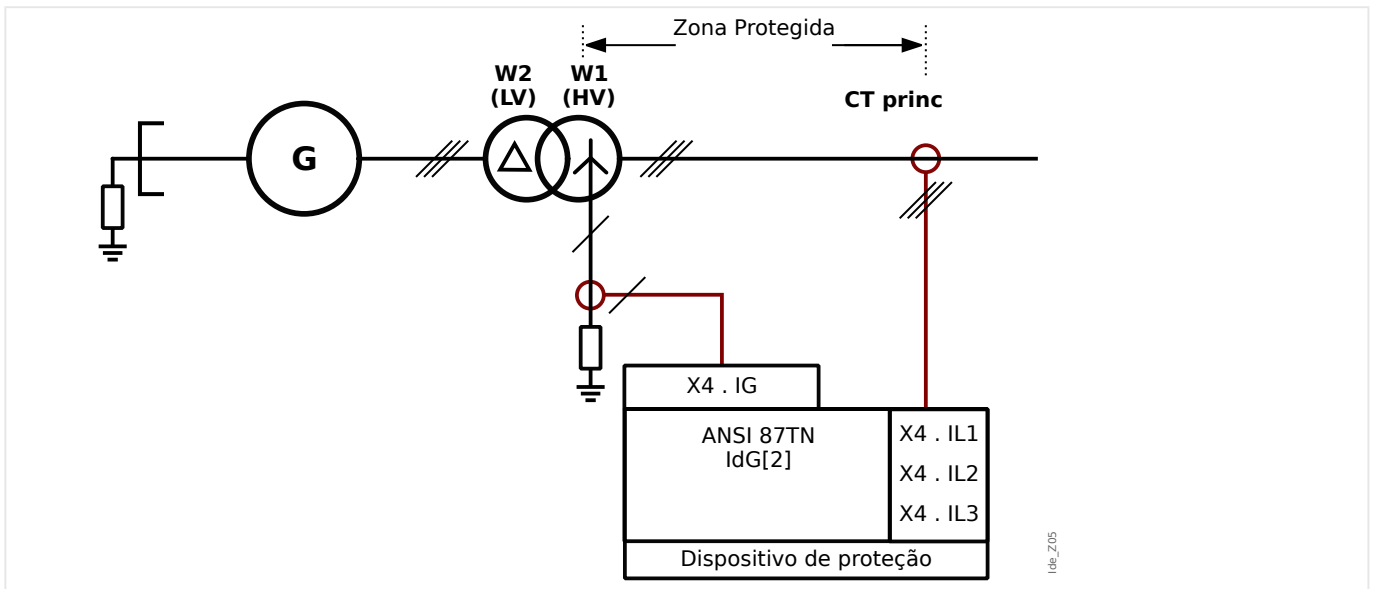 Zona Protegida
W2
(LV)
W1
(HV)
CT princ
G
X4 . IG
ANSI 87TN
IdG[2]
X4 . IL1
X4 . IL2
X4 . IL3
Dispositivo de proteção
Ide_Z05